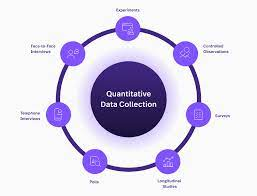 Experiments
Controlled
Observations
Surveys
Longitudinal
Studies
Polls
Telephone
Interviews
Face-to-Face
Interviews
Quantitative
Data Collection